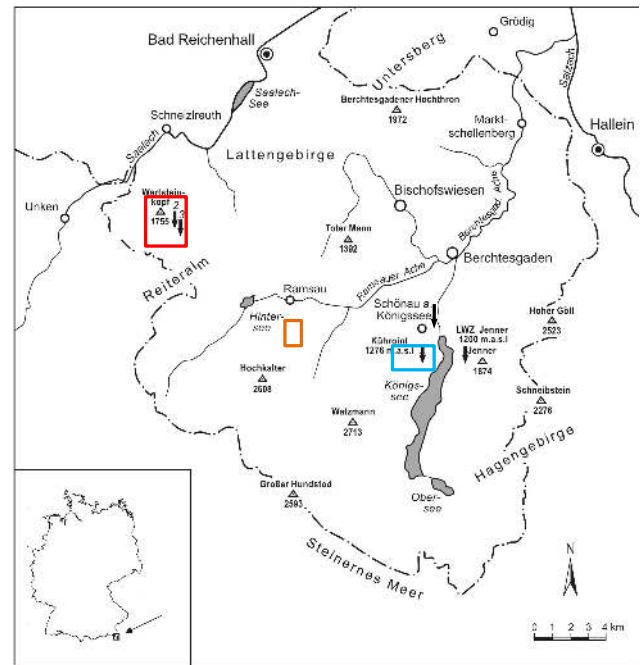 Grödig
Bad Reichenhall
Untersberg
Salzach
Saalach-
See
Berchtesgadener Hochthron
1972
Schneizlreuth
Markt-
schellenberg
Hallein
Saalach
Lattengebirge
Wartstein-
kopf
1755
2
3
Bischofswiesen
Unken
Berchtesgad. Ache
Toter Mann
1392
Berchtesgaden
Reiteralm
Ramsauer Ache
Ramsau
Hinter-
see
Schönau a.
Königssee
Hoher Göll
2523
LWZ Jenner
1200 m.a.s.l
Jenner
1874
Kühroint
1276 m.a.s.l
Hochkalter
2608
Königs-
see
Schneibstein
2276
Watzmann
2713
Hagengebirge
Großer Hundstod
2593
Ober-
see
Steinernes Meer
N
0 1 2 3 4 km